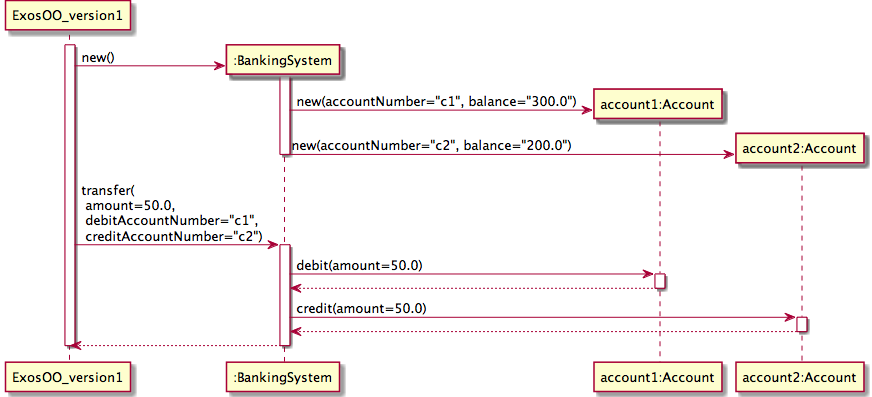 ExosOO_version1
new()
:BankingSystem
new(accountNumber="c1", balance="300.0")
account1:Account
new(accountNumber="c2", balance="200.0")
account2:Account
transfer(
amount=50.0,
debitAccountNumber="c1",
creditAccountNumber="c2")
debit(amount=50.0)
credit(amount=50.0)
ExosOO_version1
:BankingSystem
account1:Account
account2:Account